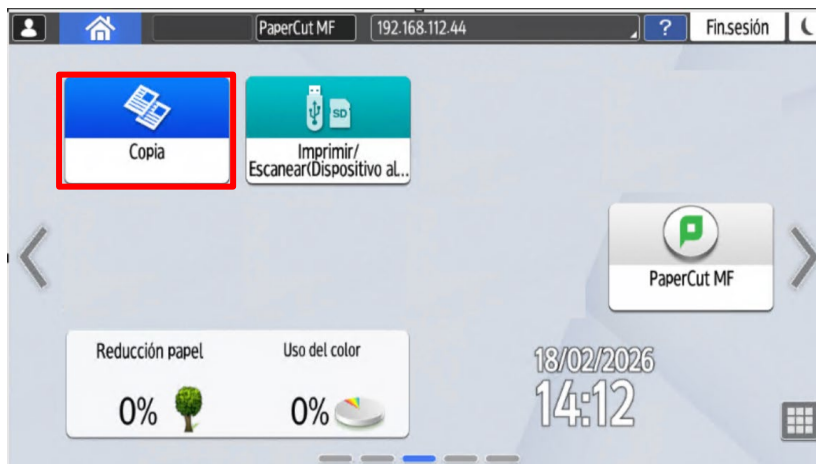 PaperCut MF
192.168.112.44
?
Fin.sesión
SD
Copia
Imprimir/
Escanear(Dispositivo al...
PaperCut MF
Reducción papel
Uso del color
0%
0%
18/02/2026
14:12